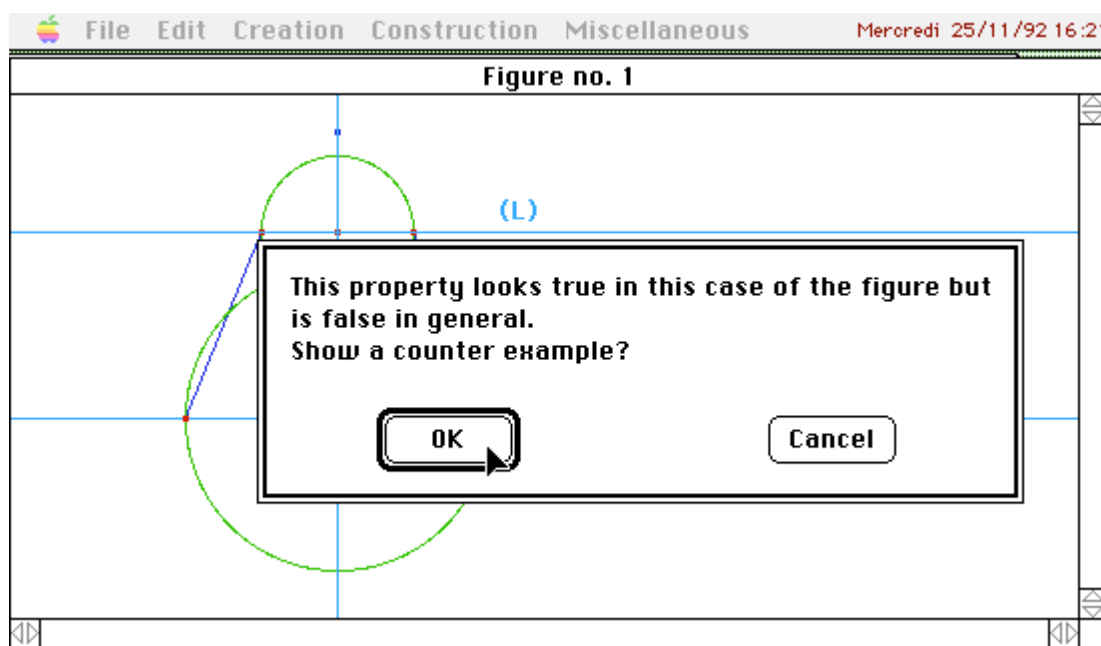 File Edit Creation Construction Miscellaneous Mercredi 25/11/92 16:2
Figure no. 1
(L)
This property looks true in this case of the figure but
is false in general.
Show a counter example?
OK Cancel